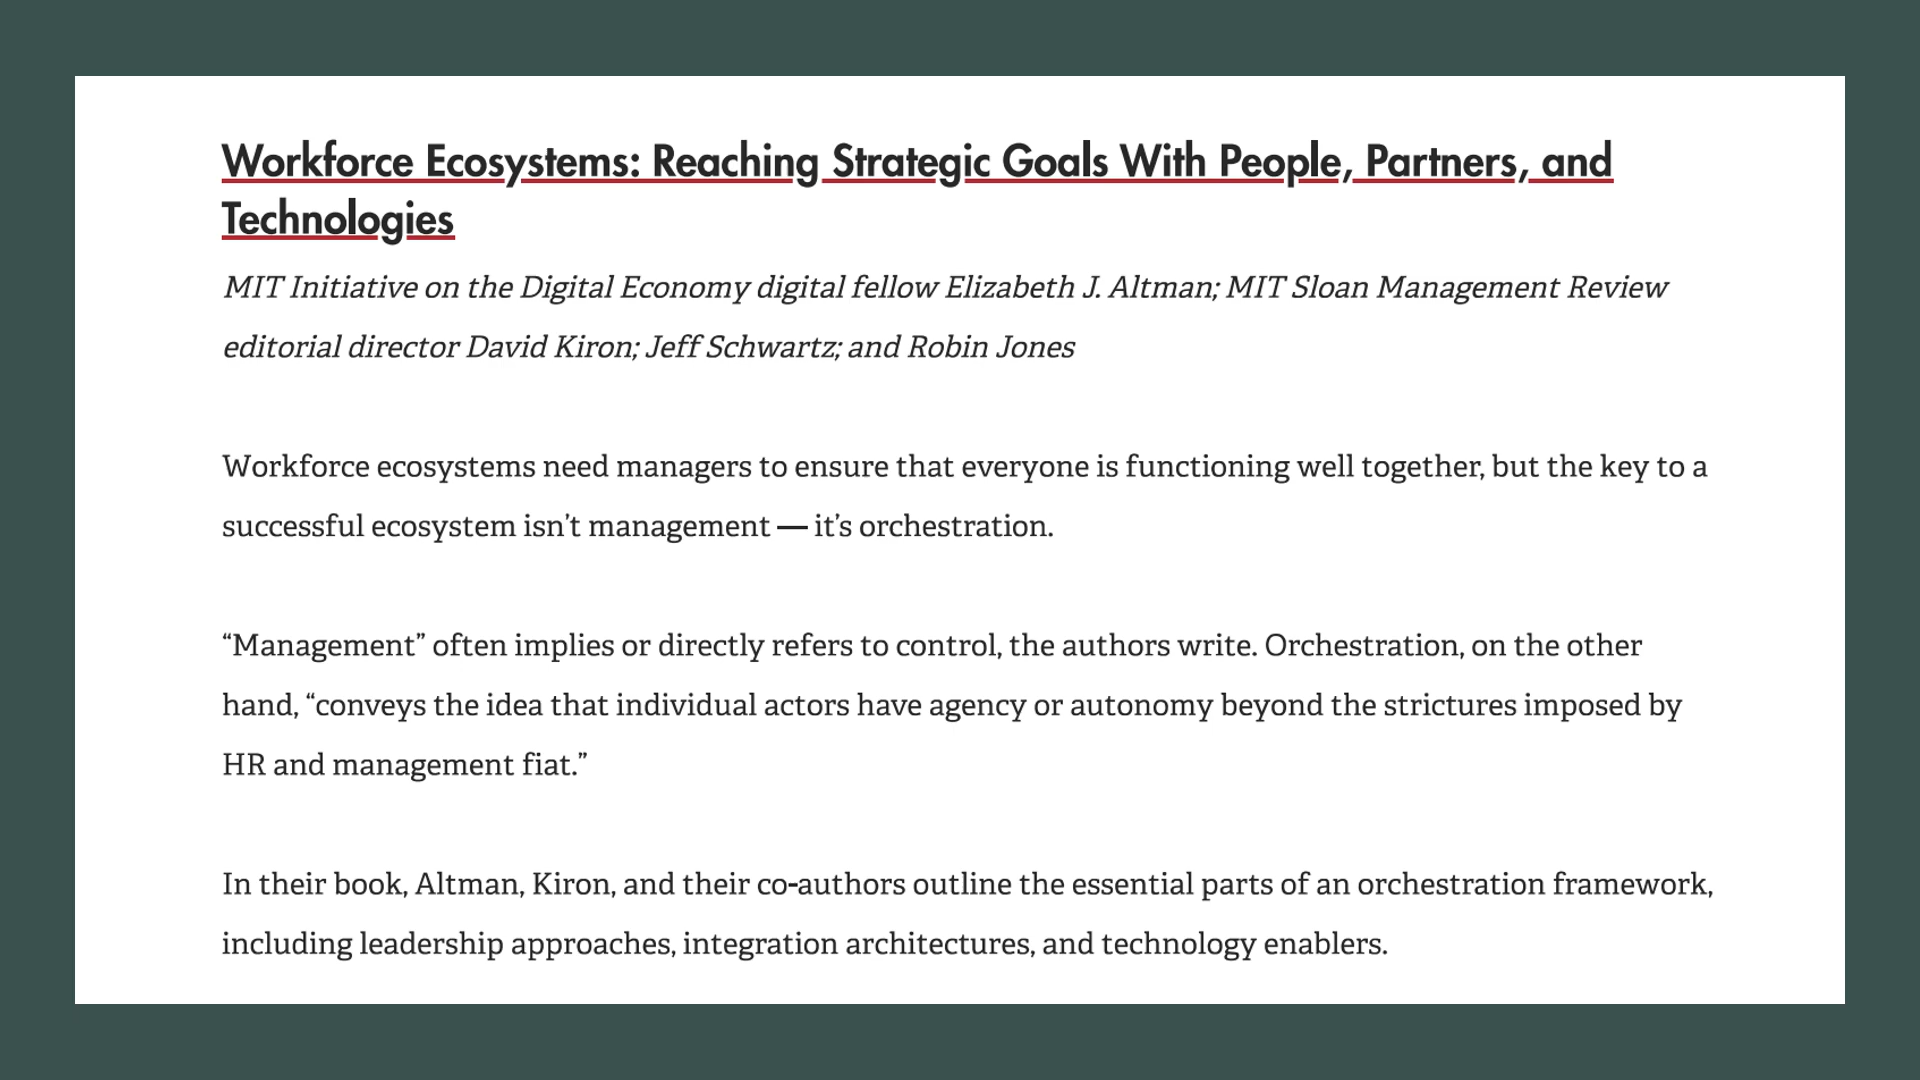 Workforce Ecosystems: Reaching Strategic Goals With People, Partners, and
Technologies
MIT Initiative on the Digital Economy digital fellow Elizabeth J. Altman; MIT Sloan Management Review
editorial director David Kiron; Jeff Schwartz; and Robin Jones
Workforce ecosystems need managers to ensure that everyone is functioning well together, but the key to a
successful ecosystem isn’t management — it’s orchestration.
“Management” often implies or directly refers to control, the authors write. Orchestration, on the other
hand, “conveys the idea that individual actors have agency or autonomy beyond the strictures imposed by
HR and management fiat.”
In their book, Altman, Kiron, and their co-authors outline the essential parts of an orchestration framework,
including leadership approaches, integration architectures, and technology enablers.